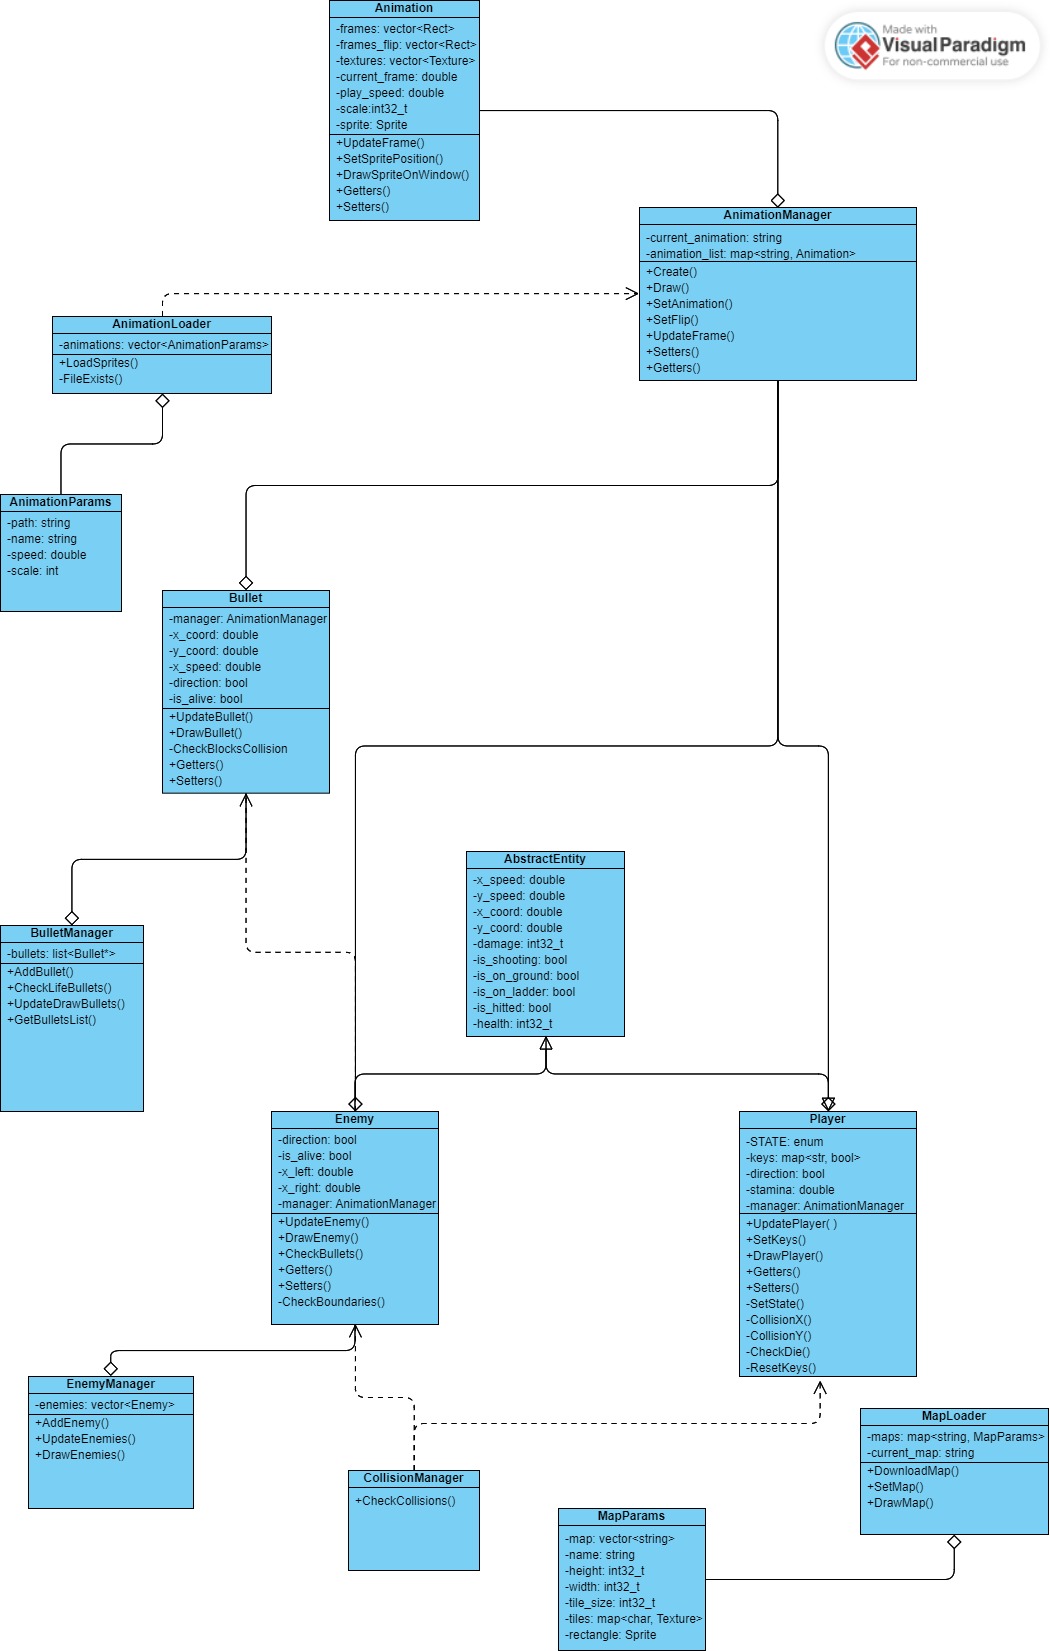 Animation
-frames: vector<Rect>
-frames_flip: vector<Rect>
-textures: vector<Texture>
-current_frame: double
-play_speed: double
-scale:int32_t
-sprite: Sprite
+UpdateFrame()
+SetSpritePosition()
+DrawSpriteOnWindow()
+Getters()
+Setters()
Made with
Visual Paradigm
For non-commercial use
AnimationManager
-current_animation: string
-animation_list: map<string, Animation>
+Create()
+Draw()
+SetAnimation()
+SetFlip()
+UpdateFrame()
+Setters()
+Getters()
AnimationLoader
-animations: vector<AnimationParams>
+LoadSprites()
-FileExists()
AnimationParams
-path: string
-name: string
-speed: double
-scale: int
Bullet
-manager: AnimationManager
-x_coord: double
-y_coord: double
-x_speed: double
-direction: bool
-is_alive: bool
+UpdateBullet()
+DrawBullet()
-CheckBlocksCollision
+Getters()
+Setters()
AbstractEntity
-x_speed: double
-y_speed: double
-x_coord: double
-y_coord: double
-damage: int32_t
-is_shooting: bool
-is_on_ground: bool
-is_on_ladder: bool
-is_hitted: bool
-health: int32_t
BulletManager
-bullets: list<Bullet*>
+AddBullet()
+CheckLifeBullets()
+UpdateDrawBullets()
+GetBulletsList()
Enemy
-direction: bool
-is_alive: bool
-x_left: double
-x_right: double
-manager: AnimationManager
+UpdateEnemy()
+DrawEnemy()
+CheckBullets()
+Getters()
+Setters()
-CheckBoundaries()
Player
-STATE: enum
-keys: map<str, bool>
-direction: bool
-stamina: double
-manager: AnimationManager
+UpdatePlayer( )
+SetKeys()
+DrawPlayer()
+Getters()
+Setters()
-SetState()
-CollisionX()
-CollisionY()
-CheckDie()
-ResetKeys()
EnemyManager
-enemies: vector<Enemy>
+AddEnemy()
+UpdateEnemies()
+DrawEnemies()
CollisionManager
+CheckCollisions()
MapLoader
-maps: map<string, MapParams>
-current_map: string
+DownloadMap()
+SetMap()
+DrawMap()
MapParams
-map: vector<string>
-name: string
-height: int32_t
-width: int32_t
-tile_size: int32_t
-tiles: map<char, Texture>
-rectangle: Sprite